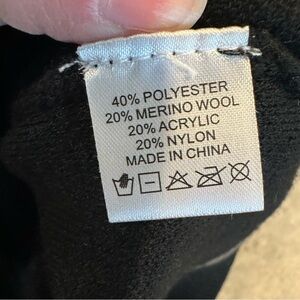 40% POLYESTER
20% MERINO WOOL
20% ACRYLIC
20% NYLON
MADE IN CHINA